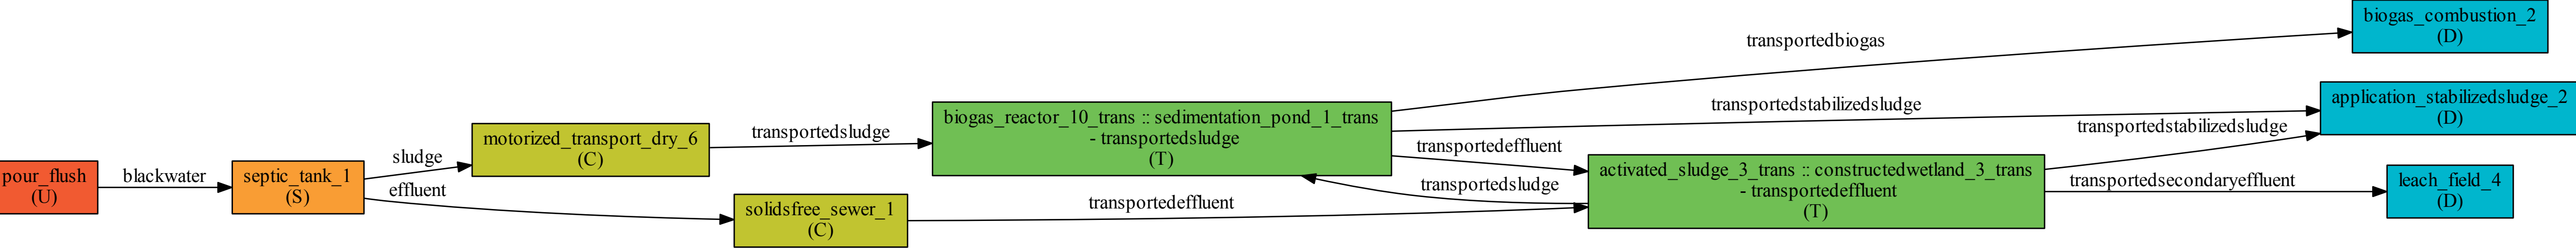 pour_flush
(U)
blackwater
septic_tank_1
(S)
sludge
effluent
motorized_transport_dry_6
(C)
solidsfree_sewer_1
(C)
transportedsludge
transportedeffluent
biogas_reactor_10_trans :: sedimentation_pond_1_trans
- transportedsludge
(T)
transportedbiogas
transportedstabilizedsludge
transportedeffluent
transportedsludge
activated_sludge_3_trans :: constructedwetland_3_trans
- transportedeffluent
(T)
transportedstabilizedsludge
transportedsecondaryeffluent
biogas_combustion_2
(D)
application_stabilizedsludge_2
(D)
leach_field_4
(D)